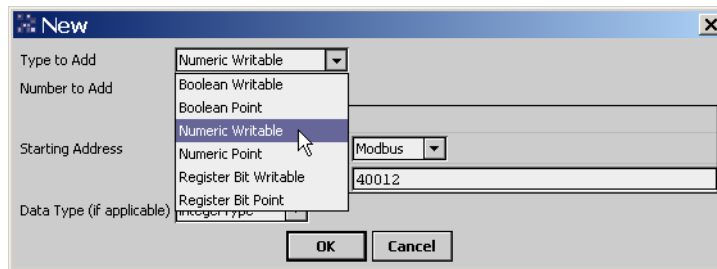 New
Type to Add Numeric Writable
Number to Add
Boolean Writable
Boolean Point
Numeric Writable
Numeric Point
Register Bit Writable
Register Bit Point
Starting Address Modbus
40012
Data Type (if applicable) IntegerType
OK Cancel